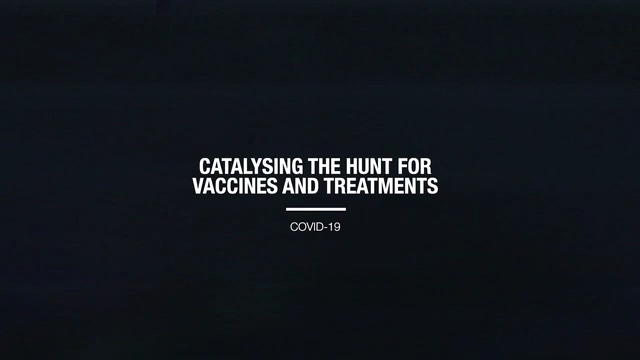 CATALYSING THE HUNT FOR
VACCINES AND TREATMENTS
COVID-19